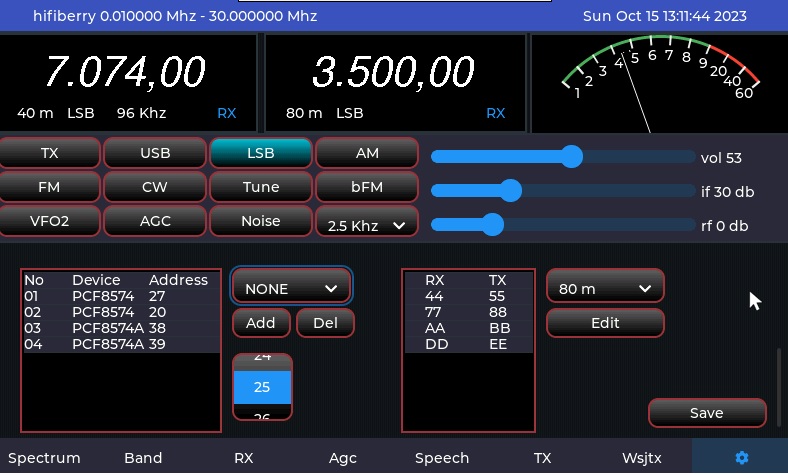 hifiberry 0.010000 Mhz - 30.000000 Mhz
Sun Oct 15 13:11:44 2023
7.074,00
40 m LSB 96 Khz RX
3.500,00
80 m LSB RX
1 2 3 4 5 6 7 8 9 20 40 60
TX USB LSB AM
vol 53
FM CW Tune bFM
if 30 db
VFO2 AGC Noise 2.5 Khz
rf 0 db
No Device Address
01 PCF8574 27
02 PCF8574 20
03 PCF8574A 38
04 PCF8574A 39
NONE
Add Del
24
25
26
RX TX
44 55
77 88
AA BB
DD EE
80 m
Edit
Save
Spectrum Band RX Agc Speech TX Wsjtx